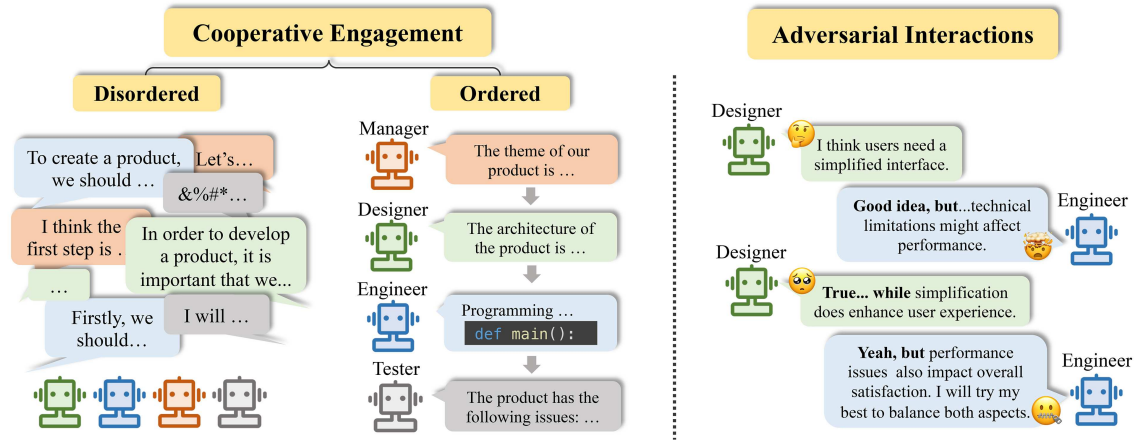 Cooperative Engagement
Disordered
Ordered
To create a product,
we should …
Let's…
&%#*…
I think the
first step is .
In order to develop
a product, it is
important that we...
…
Firstly, we
should…
I will …
Manager
The theme of our
product is …
Designer
The architecture of
the product is …
Engineer
Programming …
def main():
Tester
The product has the
following issues: …
Adversarial Interactions
Designer
I think users need a
simplified interface.
Engineer
Good idea, but...technical
limitations might affect
performance.
Designer
True... while simplification
does enhance user experience.
Engineer
Yeah, but performance
issues also impact overall
satisfaction. I will try my
best to balance both aspects.